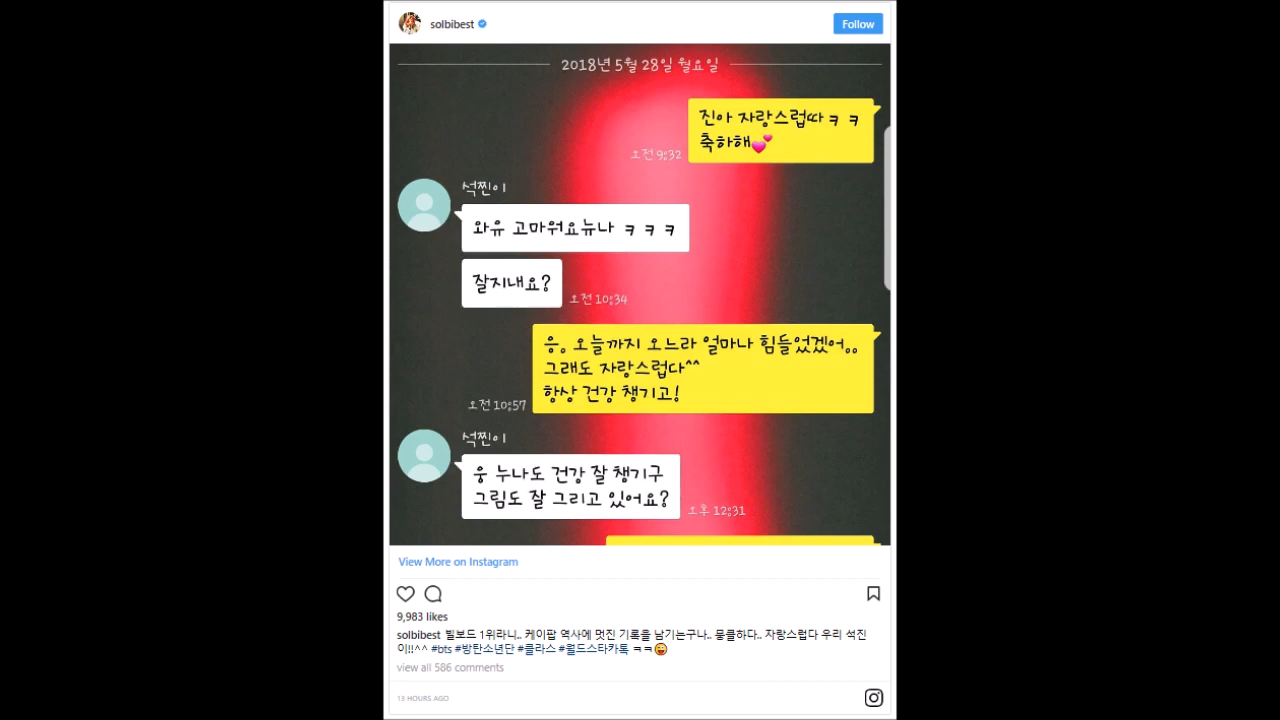 solbibest
Follow
2018년 5월 28일 월요일
진아 자랑스럽따ㅋ ㅋ
축하해💕
오전 9:32
석찐이
와유 고마워요뉴나 ㅋ ㅋ ㅋ
잘지내요?
오전 10:34
응。 오늘까지 오느라 얼마나 힘들었겠어。。
그래도 자랑스럽다^^
항상 건강 챙기고!
오전 10:57
석찐이
웅 누나도 건강 잘 챙기구
그림도 잘 그리고 있어요?
오후 12:31
View More on Instagram
9,983 likes
solbibest 빌보드 1위라니.. 케이팝 역사에 멋진 기록을 남기는구나.. 뭉클하다.. 자랑스럽다 우리 석진
이!!^^ #bts #방탄소년단 #클라스 #월드스타카톡 ㅋㅋ😜
view all 586 comments
13 HOURS AGO